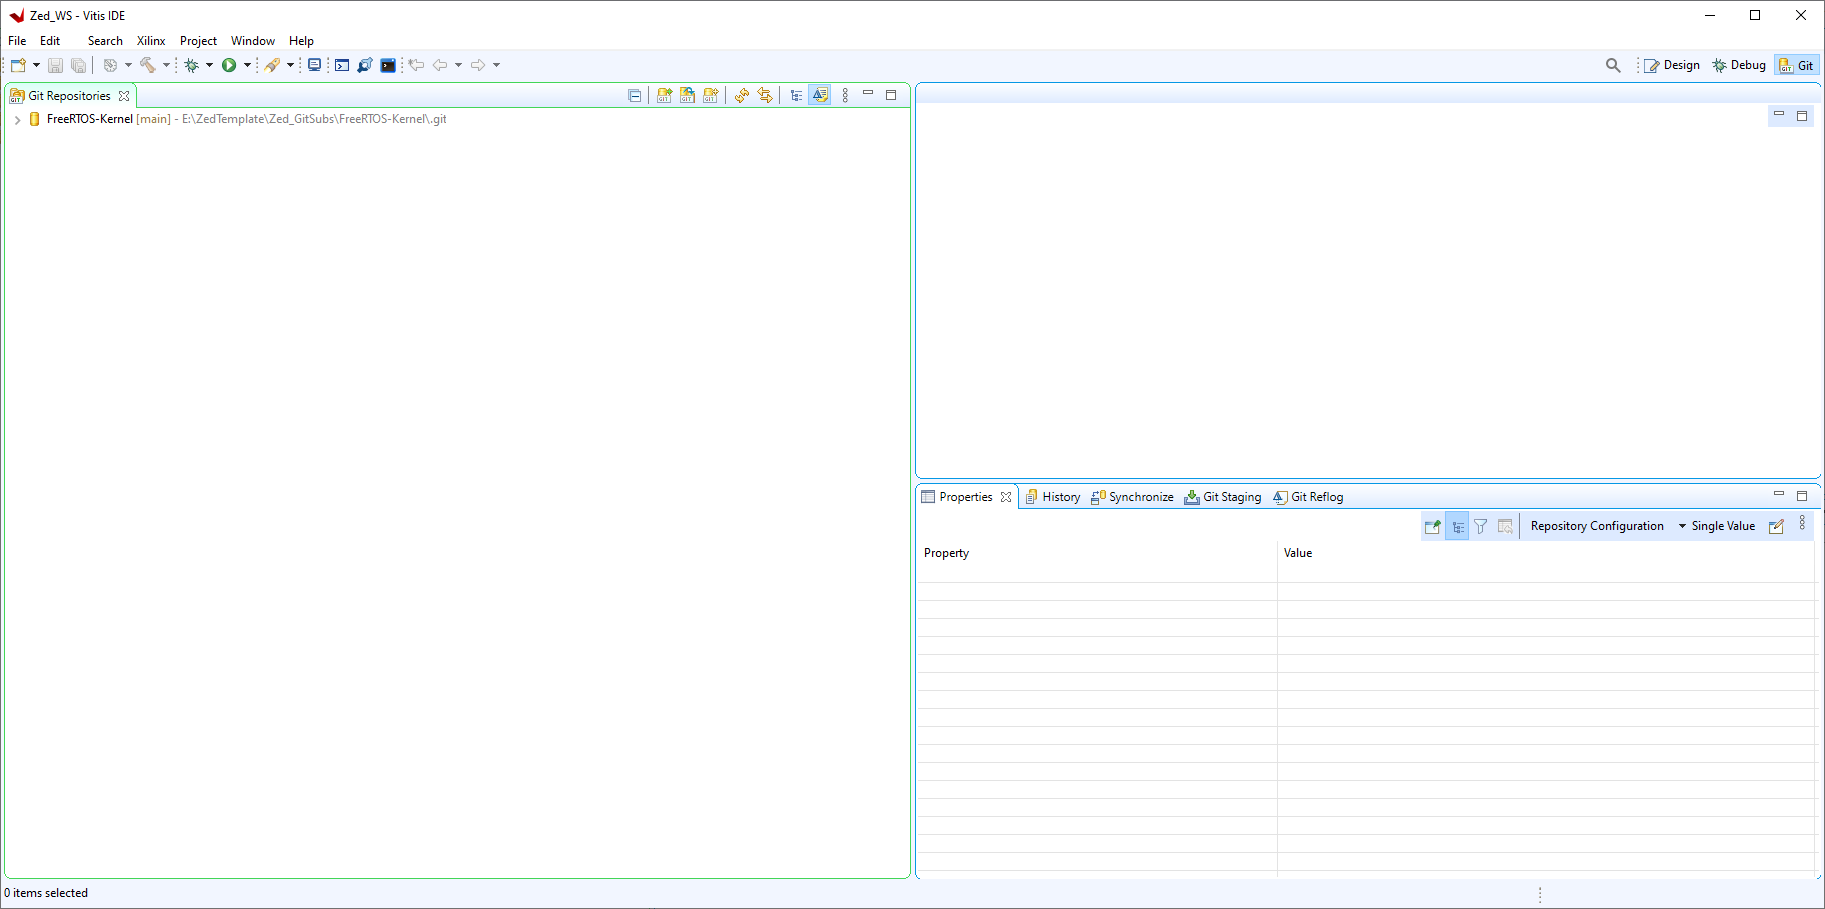 Zed_WS - Vitis IDE
File Edit Search Xilinx Project Window Help
Design Debug Git
Git Repositories
FreeRTOS-Kernel [main] - E:\ZedTemplate\Zed_GitSubs\FreeRTOS-Kernel\.git
Properties History Synchronize Git Staging Git Reflog
Repository Configuration Single Value
Property Value
0 items selected